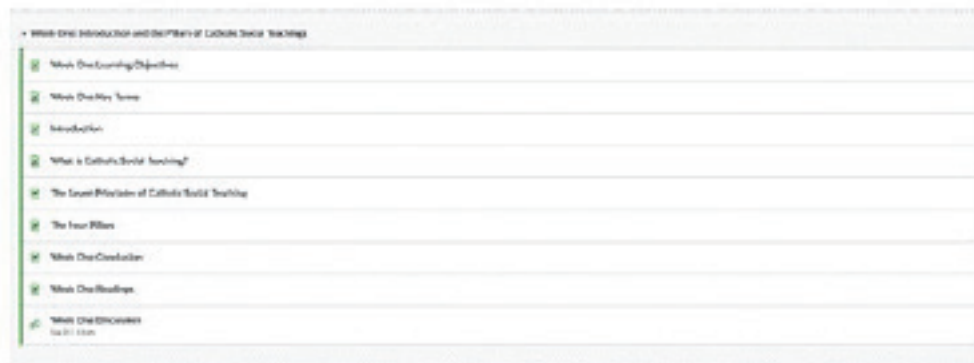 Week One: Introduction and the Pillars of Catholic Social Teachings
Week One Learning Objectives
Week One Key Terms
Introduction
What is Catholic Social Teaching?
The Seven Principles of Catholic Social Teaching
The Four Pillars
Week One Conclusion
Week One Readings
Week One Discussion